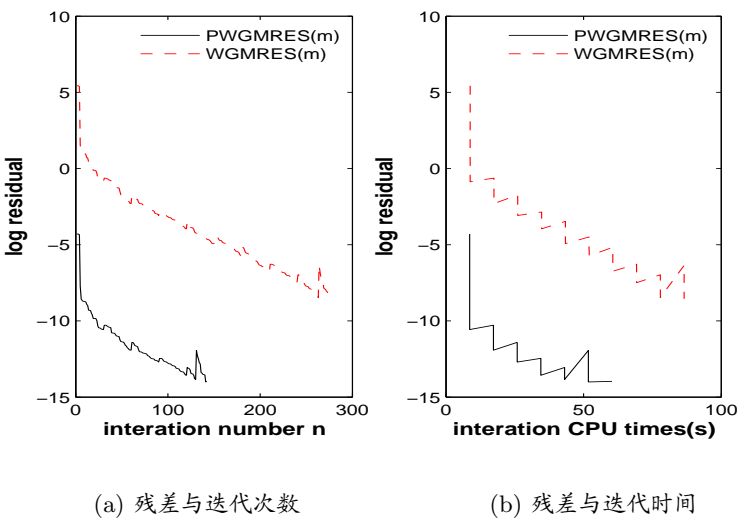 10
5
0
−5
−10
−15
log residual
PWGMRES(m)
WGMRES(m)
0
100
200
300
interation number n
10
5
0
−5
−10
−15
log residual
PWGMRES(m)
WGMRES(m)
0
50
100
interation CPU times(s)
(a) 残差与迭代次数
(b) 残差与迭代时间